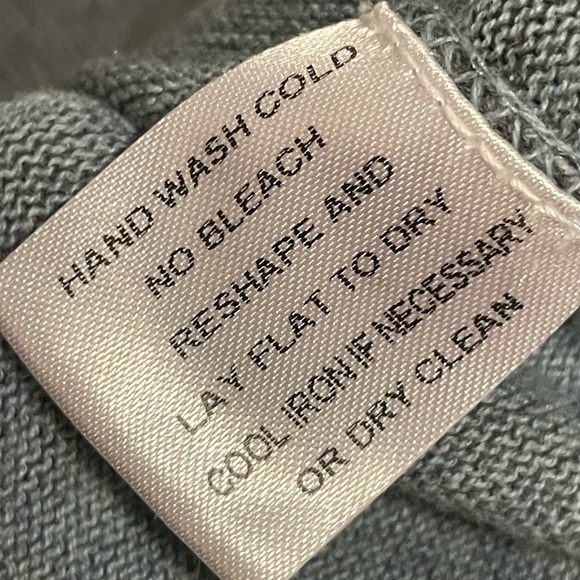 HAND WASH COLD
NO BLEACH
RESHAPE AND
LAY FLAT TO DRY
COOL IRON IF NECESSARY
OR DRY CLEAN